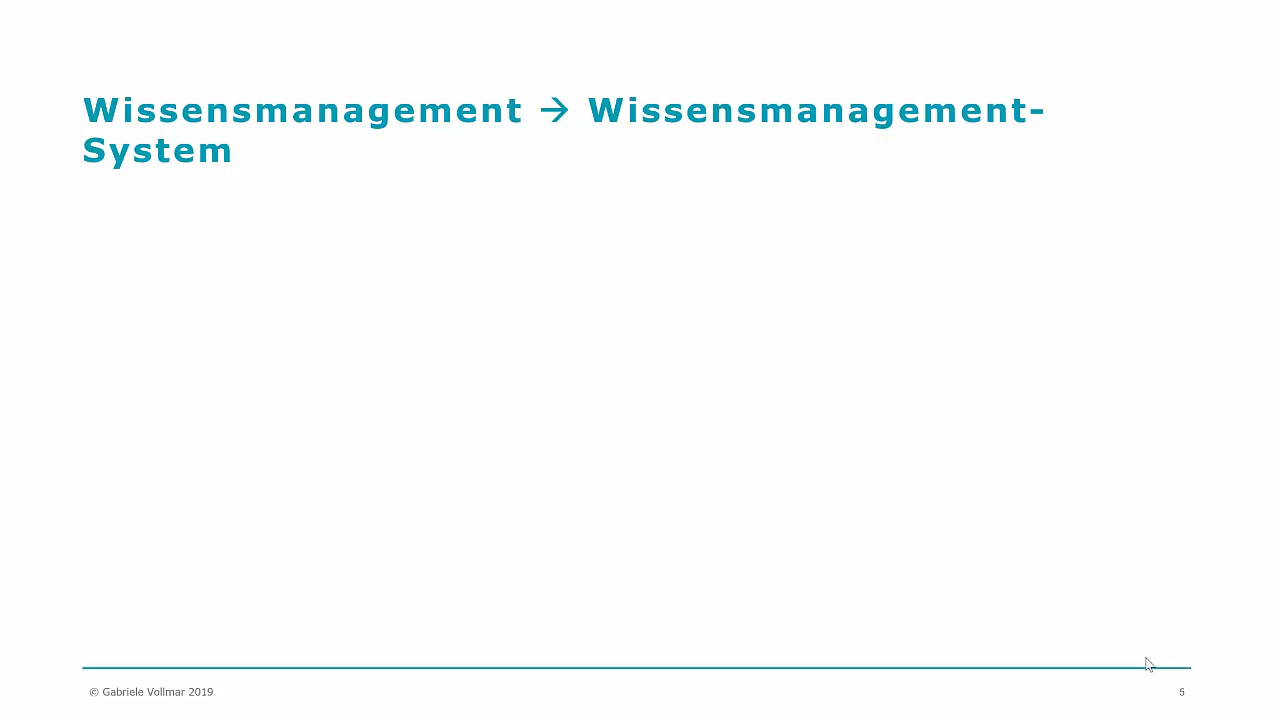 Wissensmanagement → Wissensmanagement-
System
© Gabriele Vollmar 2019
5